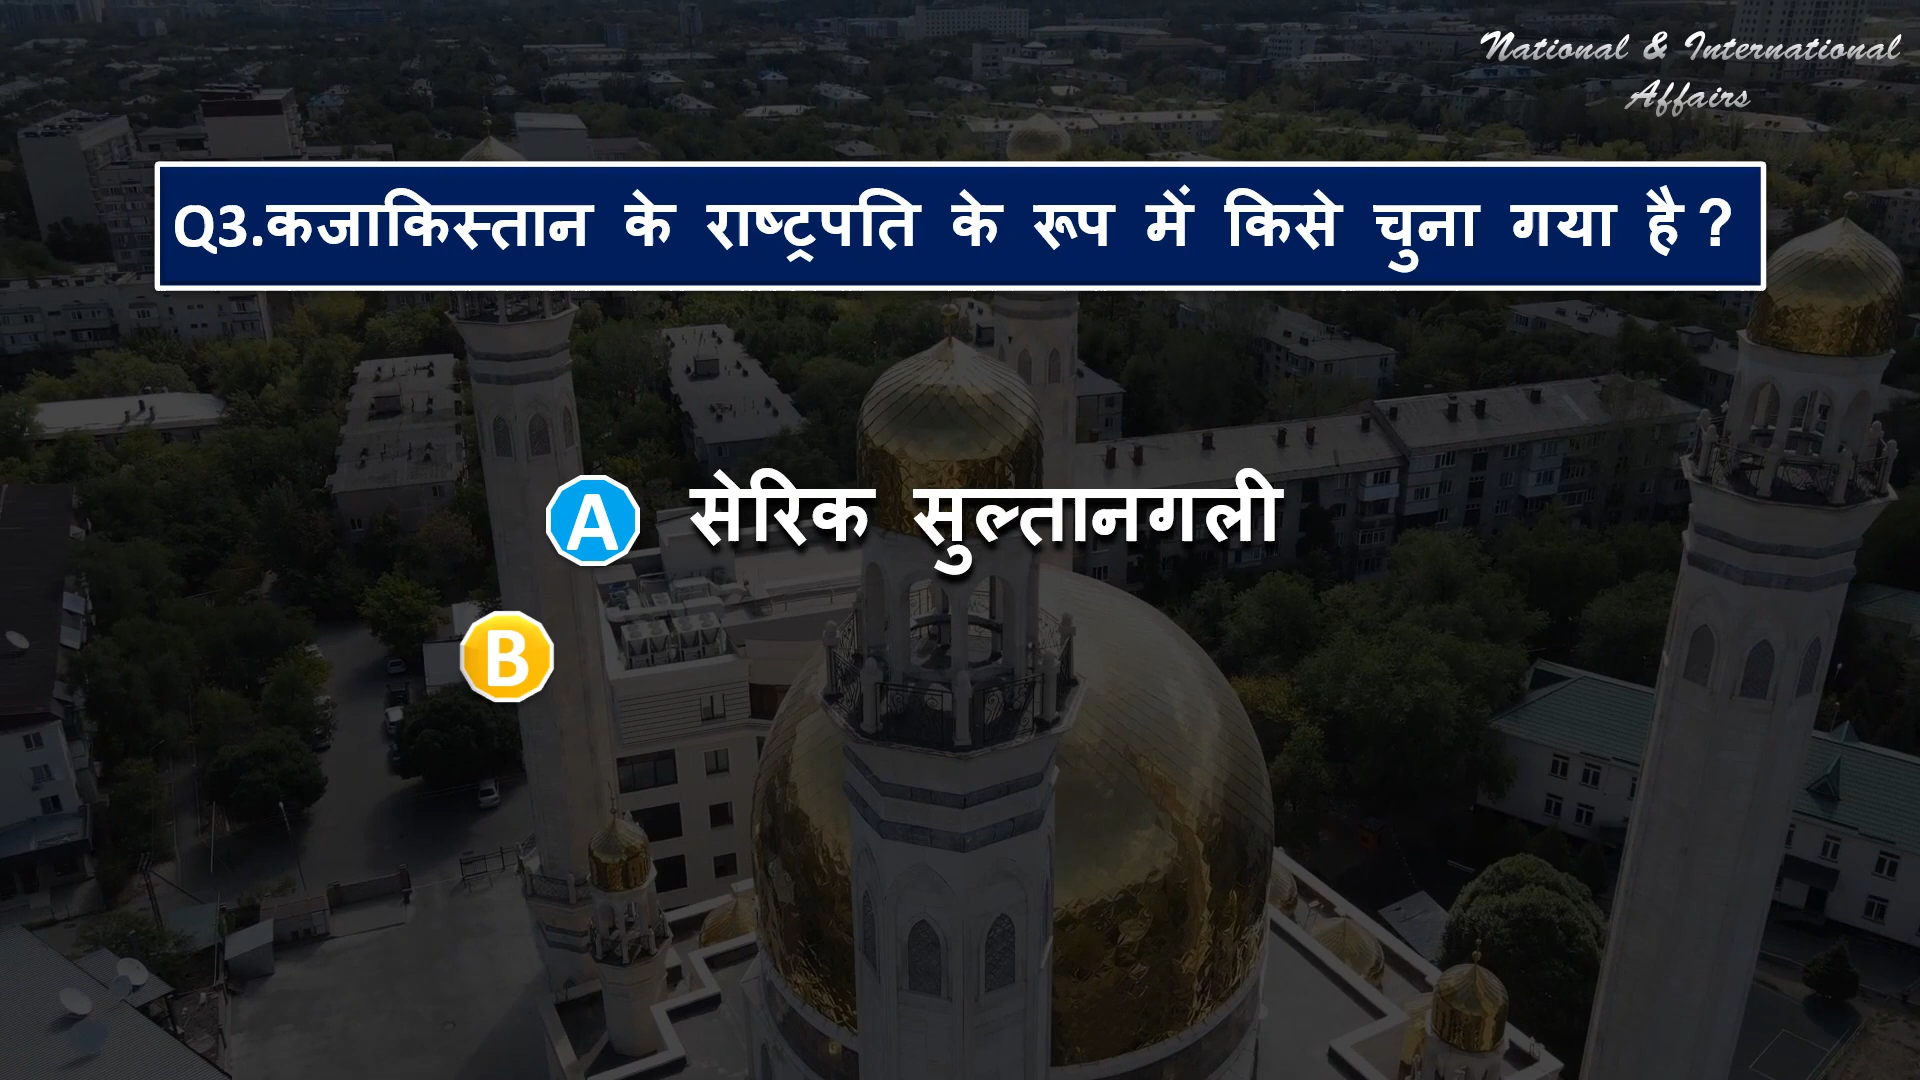 National & International
Affairs
Q3.कजाकिस्तान के राष्ट्रपति के रूप में किसे चुना गया है ?
A सेरिक सुल्तानगली
B